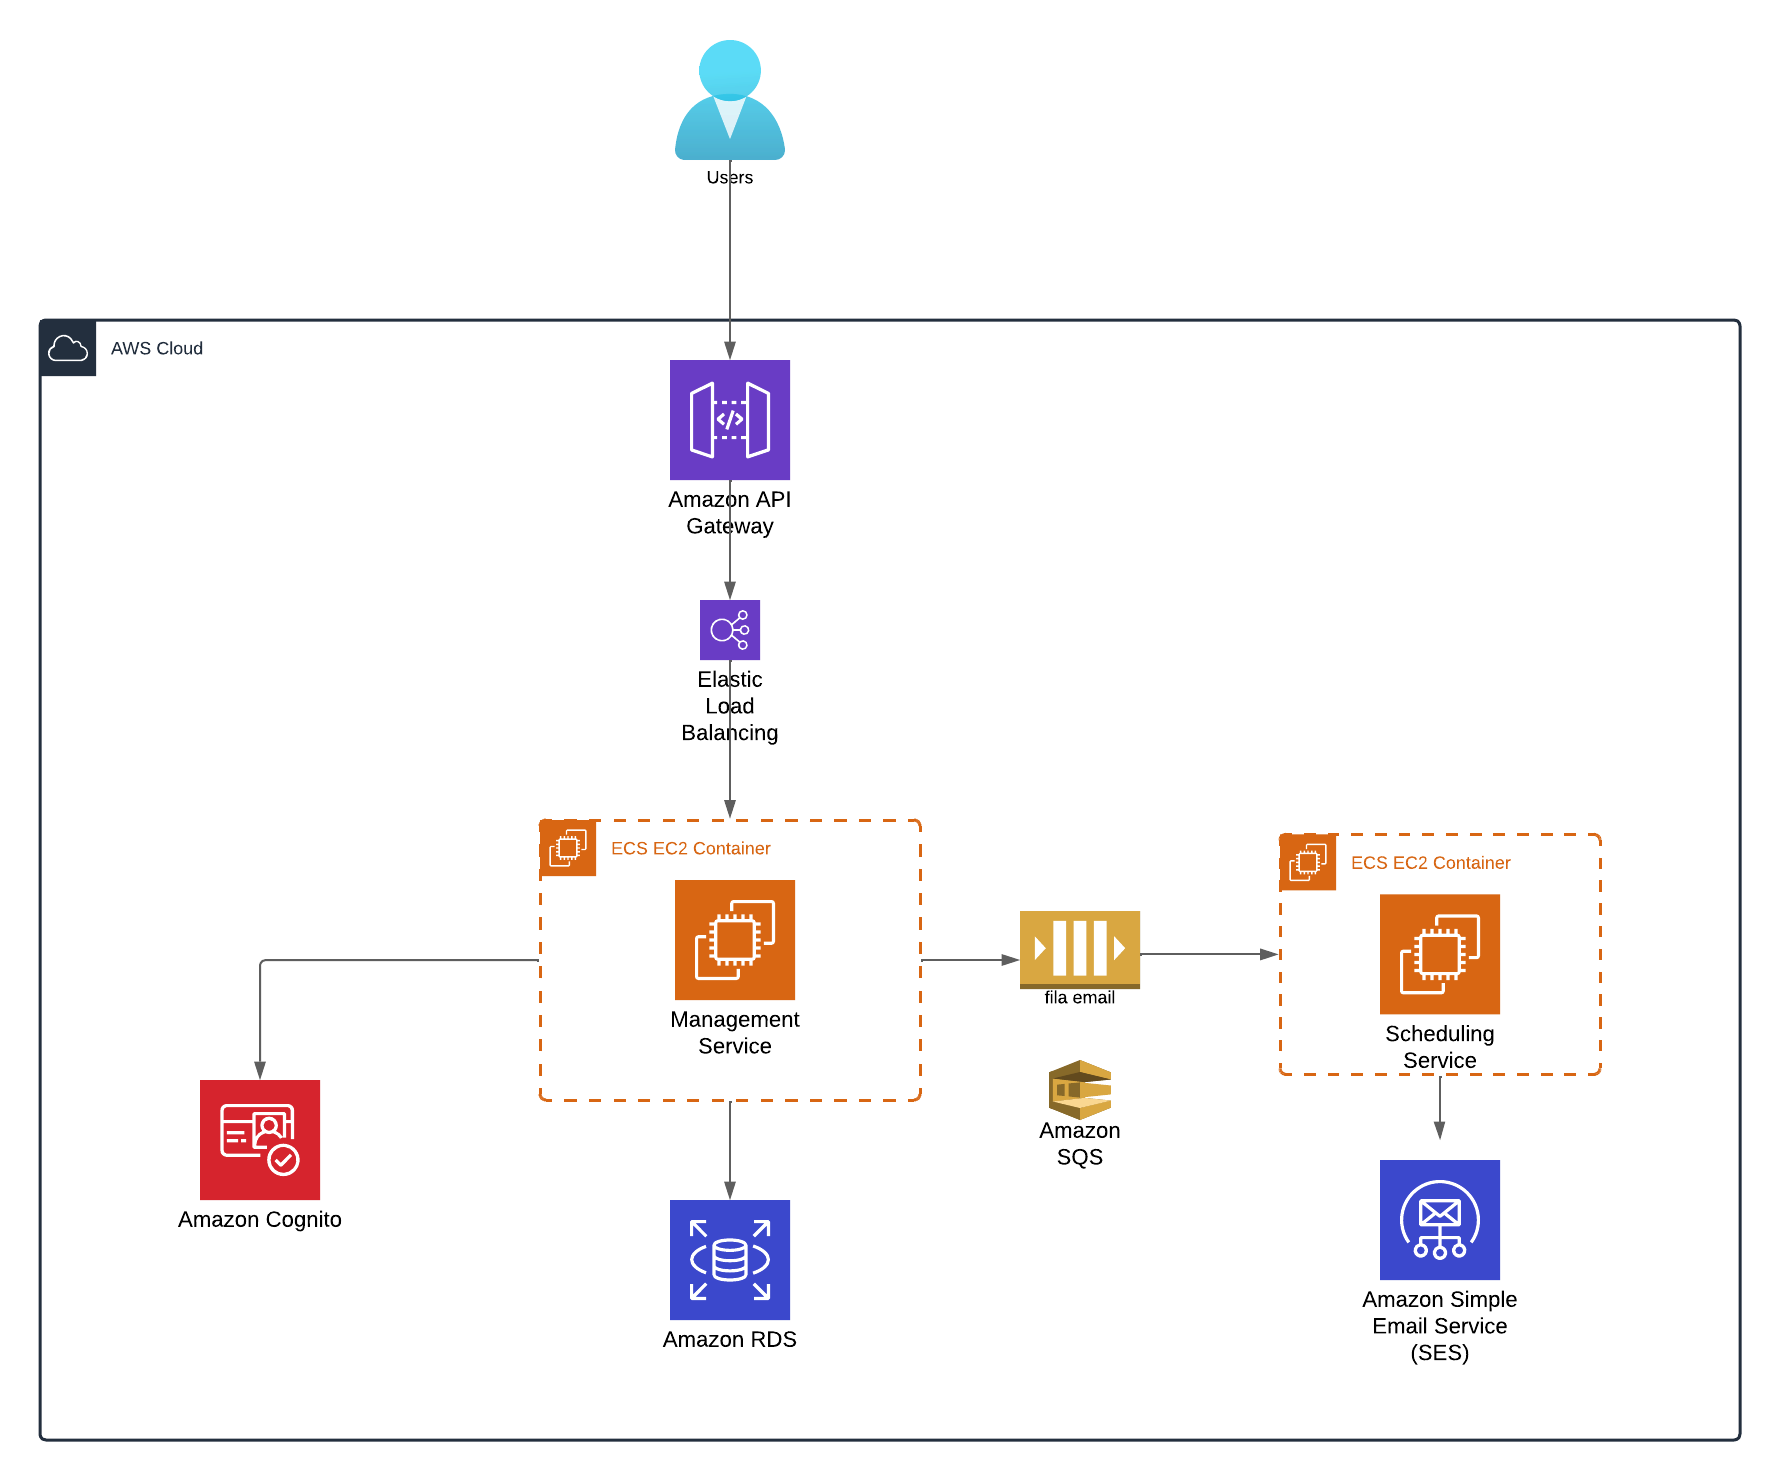 Users
AWS Cloud
Amazon API
Gateway
Elastic
Load
Balancing
ECS EC2 Container
Management
Service
fila email
Amazon
SQS
ECS EC2 Container
Scheduling
Service
Amazon Cognito
Amazon RDS
Amazon Simple
Email Service
(SES)